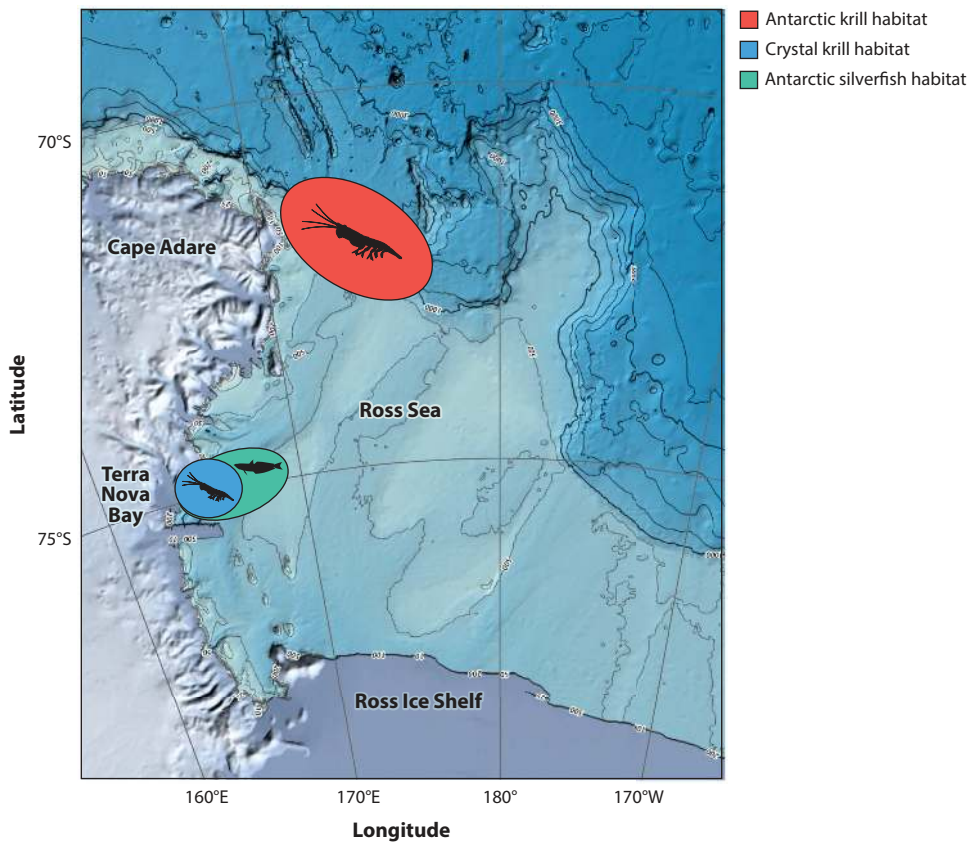 Antarctic krill habitat
Crystal krill habitat
Antarctic silverfish habitat
70°S
Cape Adare
Latitude
Ross Sea
Terra
Nova
Bay
75°S
Ross Ice Shelf
160°E
170°E
180°
170°W
Longitude